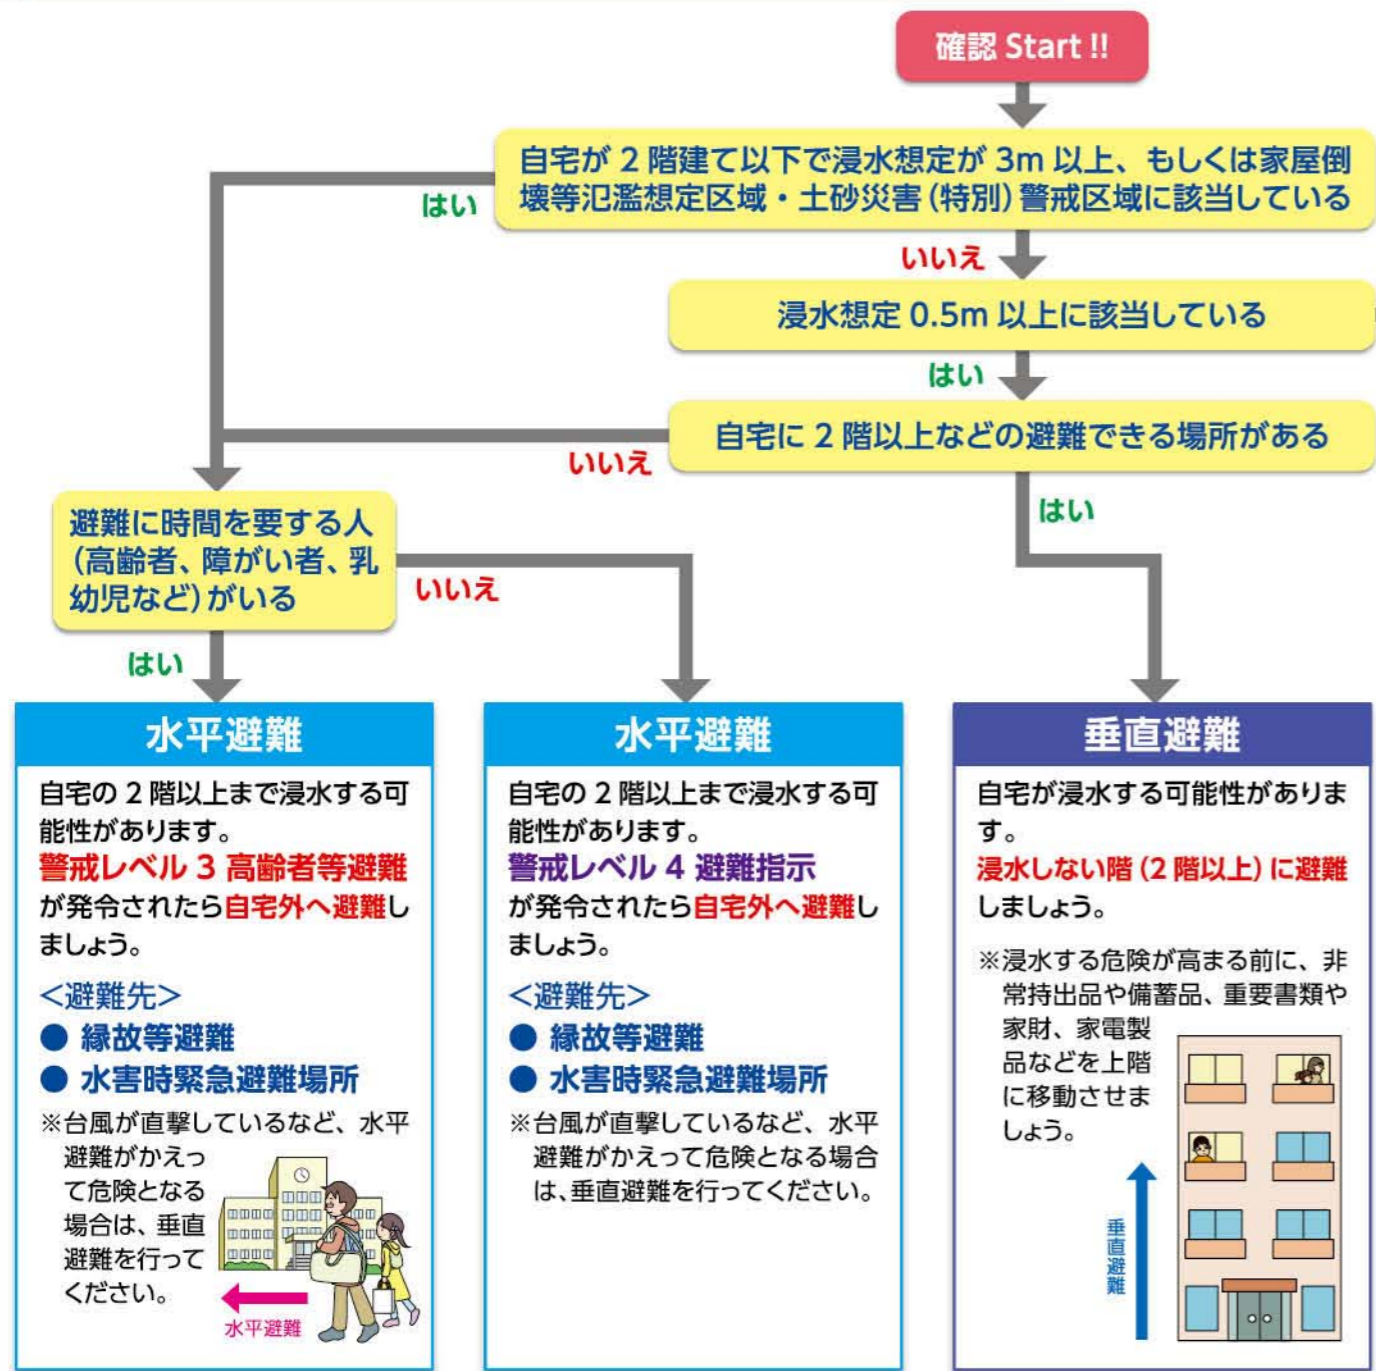 確認 Start !!
自宅が 2 階建て以下で浸水想定が 3m 以上、もしくは家屋倒
壊等氾濫想定区域・土砂災害(特別)警戒区域に該当している
はい
いいえ
浸水想定 0.5m 以上に該当している
はい
自宅に 2 階以上などの避難できる場所がある
いいえ
はい
避難に時間を要する人
(高齢者、障がい者、乳
幼児など)がいる
いいえ
はい
水平避難
自宅の 2 階以上まで浸水する可
能性があります。
警戒レベル 3 高齢者等避難
が発令されたら自宅外へ避難し
ましょう。
<避難先>
● 縁故等避難
● 水害時緊急避難場所
※台風が直撃しているなど、水平
避難がかえっ
て危険となる
場合は、垂直
避難を行って
ください。
水平避難
水平避難
自宅の 2 階以上まで浸水する可
能性があります。
警戒レベル 4 避難指示
が発令されたら自宅外へ避難し
ましょう。
<避難先>
● 縁故等避難
● 水害時緊急避難場所
※台風が直撃しているなど、水平
避難がかえって危険となる場合
は、垂直避難を行ってください。
垂直避難
自宅が浸水する可能性がありま
す。
浸水しない階(2 階以上)に避難
しましょう。
※浸水する危険が高まる前に、非
常持出品や備蓄品、重要書類や
家財、家電製
品などを上階
に移動させま
しょう。
垂直避難